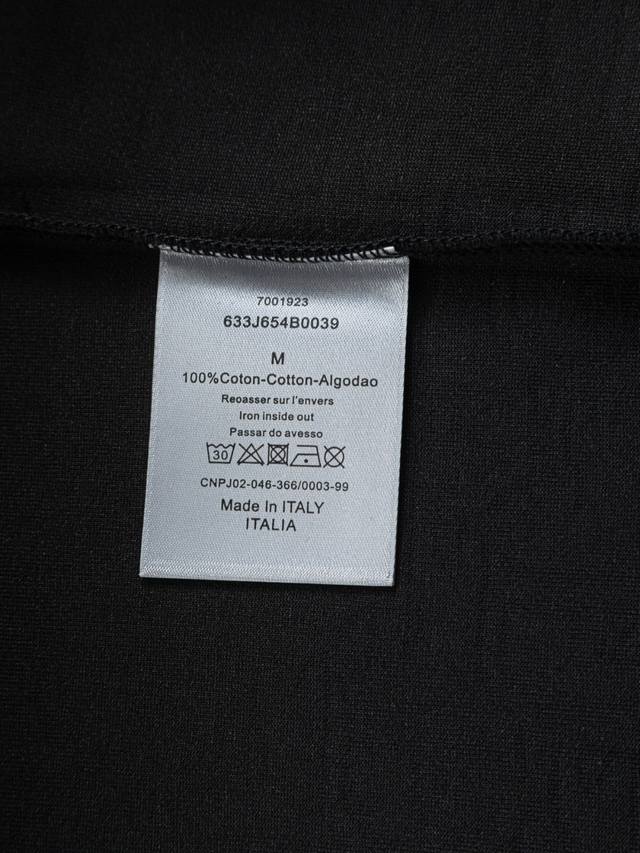 7001923
633J654B0039
M
100%Coton-Cotton-Algodao
Reoasser sur l'envers
Iron inside out
Passar do avesso
30
CNPJ02-046-366/0003-99
Made In ITALY
ITALIA